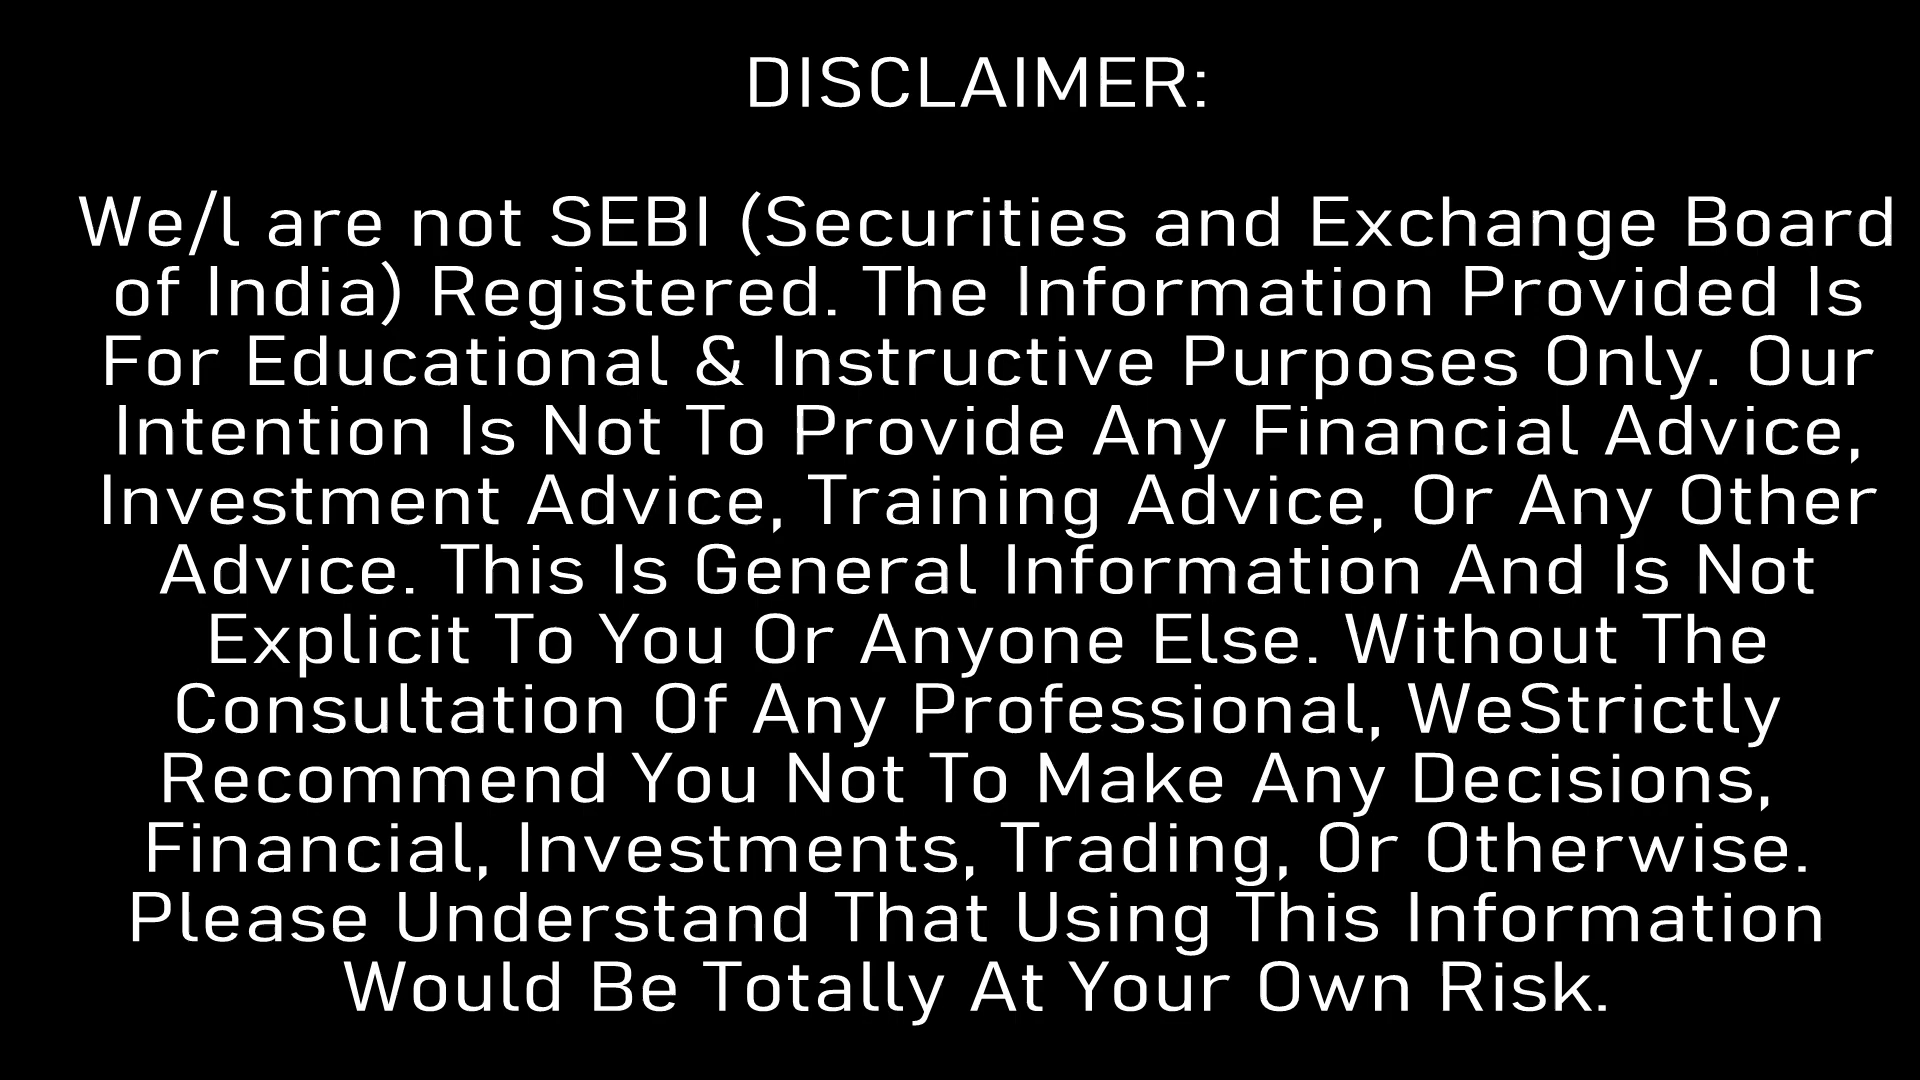 DISCLAIMER:
We/l are not SEBI (Securities and Exchange Board
of India) Registered. The Information Provided Is
For Educational & Instructive Purposes Only. Our
Intention Is Not To Provide Any Financial Advice,
Investment Advice, Training Advice, Or Any Other
Advice. This Is General Information And Is Not
Explicit To You Or Anyone Else. Without The
Consultation Of Any Professional, WeStrictly
Recommend You Not To Make Any Decisions,
Financial, Investments, Trading, Or Otherwise.
Please Understand That Using This Information
Would Be Totally At Your Own Risk.